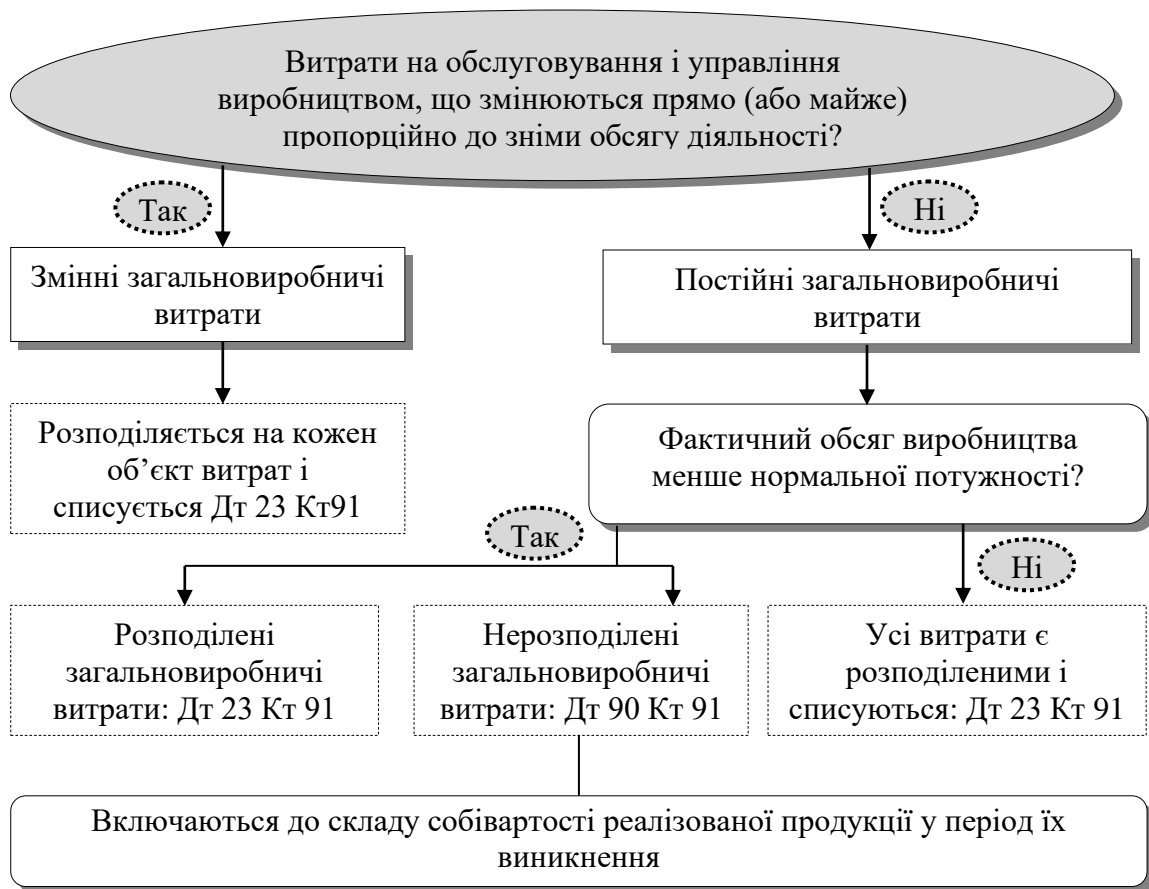 Витрати на обслуговування і управління
виробництвом, що змінюються прямо (або майже)
пропорційно до зніми обсягу діяльності?
Так
Ні
Змінні загальновиробничі
витрати
Постійні загальновиробничі
витрати
Розподіляється на кожен
об’єкт витрат і
списується Дт 23 Кт91
Фактичний обсяг виробництва
менше нормальної потужності?
Так
Ні
Розподілені
загальновиробничі
витрати: Дт 23 Кт 91
Нерозподілені
загальновиробничі
витрати: Дт 90 Кт 91
Усі витрати є
розподіленими і
списуються: Дт 23 Кт 91
Включаються до складу собівартості реалізованої продукції у період їх
виникнення